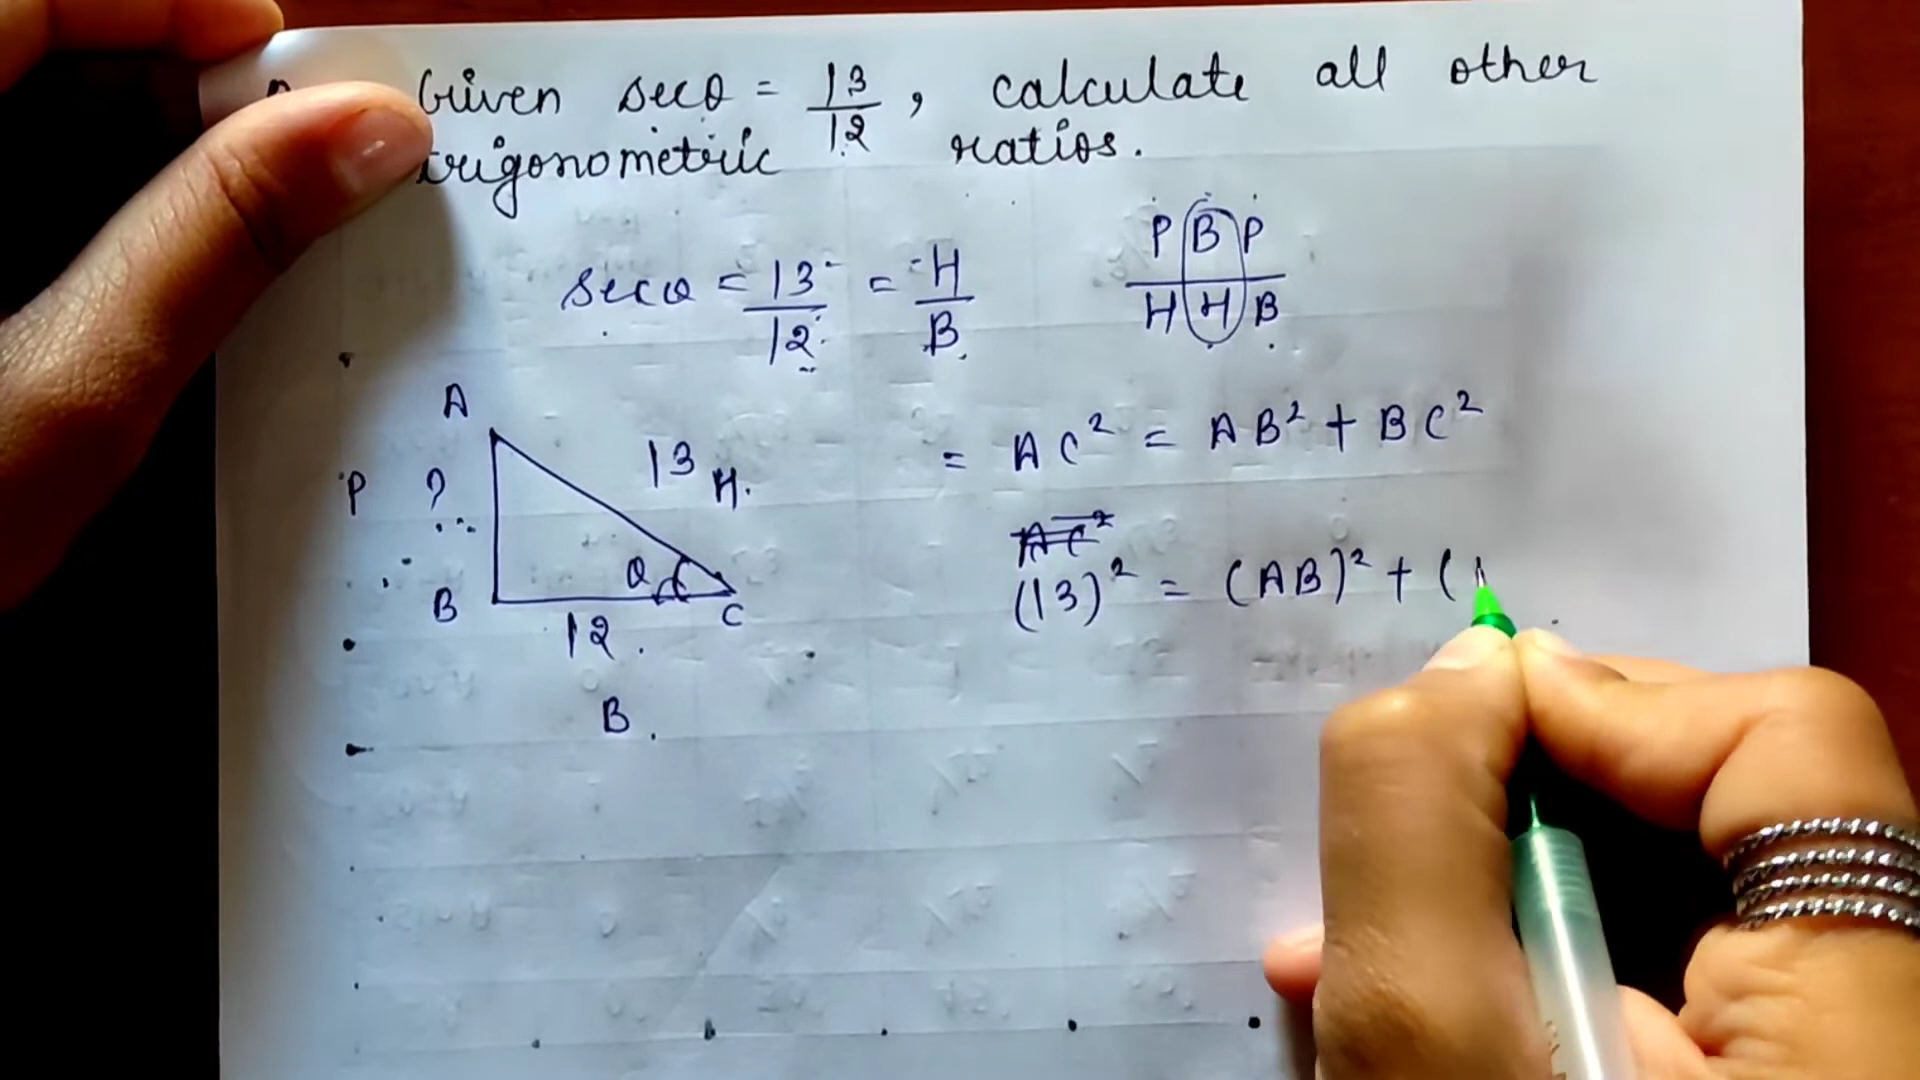 Given secθ = 13/12, calculate all other
trigonometric ratios.
secθ = 13/12 = H/B
P B P
H H B
A
13 H.
P ?
B
θ
C
12.
B.
= AC² = AB² + BC²
AC²
(13)² = (AB)² + (